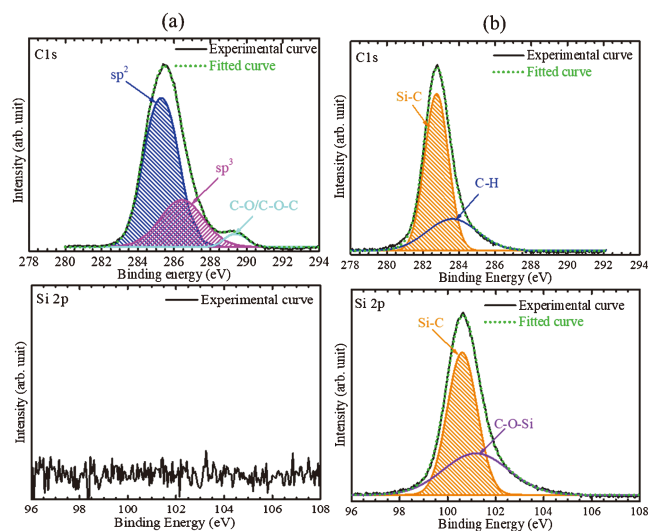 (a)
C1s
Experimental curve
Fitted curve
sp2
sp3
C-O/C-O-C
Intensity (arb. unit)
278 280 282 284 286 288 290 292 294
Binding energy (eV)
(b)
C1s
Experimental curve
Fitted curve
Si-C
C-H
Intensity (arb. unit)
278 281 282 284 286 289 291 292 294
Binding Energy (eV)
Si 2p
Experimental curve
Intensity (arb. unit)
96 98 100 102 104 106 108
Binding Energy (eV)
Si 2p
Experimental curve
Fitted curve
Si-C
C-O-Si
Intensity (arb. unit)
96 98 100 102 104 106 108
Binding Energy (eV)